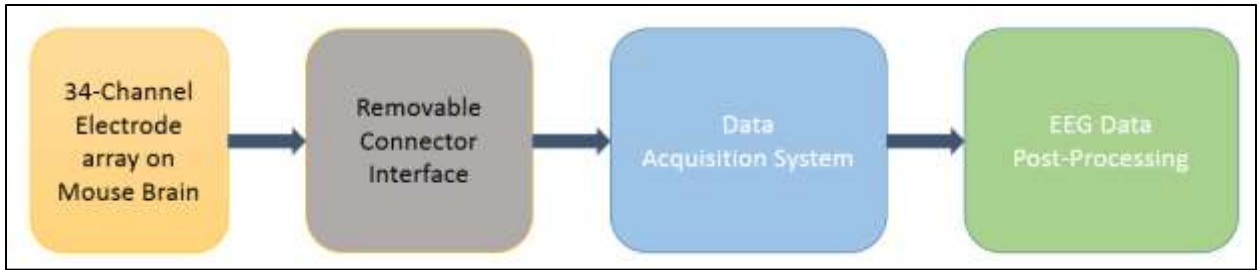 34-Channel
Electrode
array on
Mouse Brain
Removable
Connector
Interface
Data
Acquisition System
EEG Data
Post-Processing